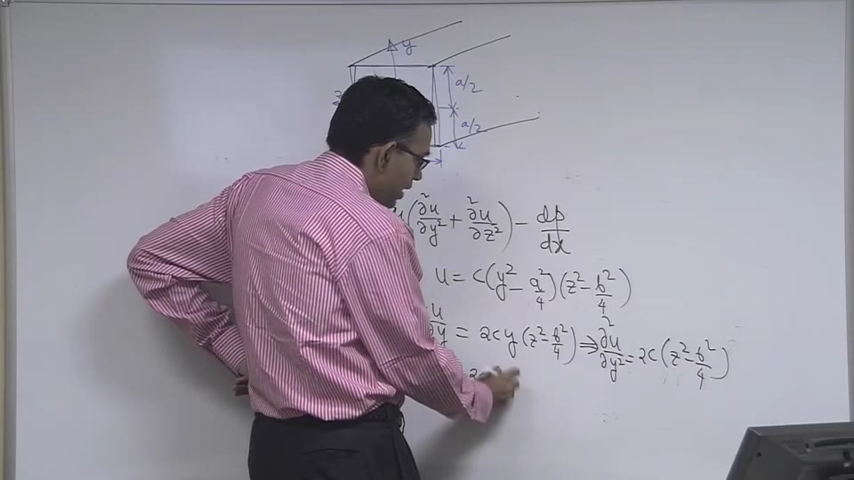 y
a/2
a/2
(∂²u/∂y² + ∂²u/∂z²) - dp/dx
u = c(y² - a²/4)(z² - b²/4)
u/∂y = 2cy(z² - b²/4) ⇒ ∂²u/∂y² = 2c(z² - b²/4)